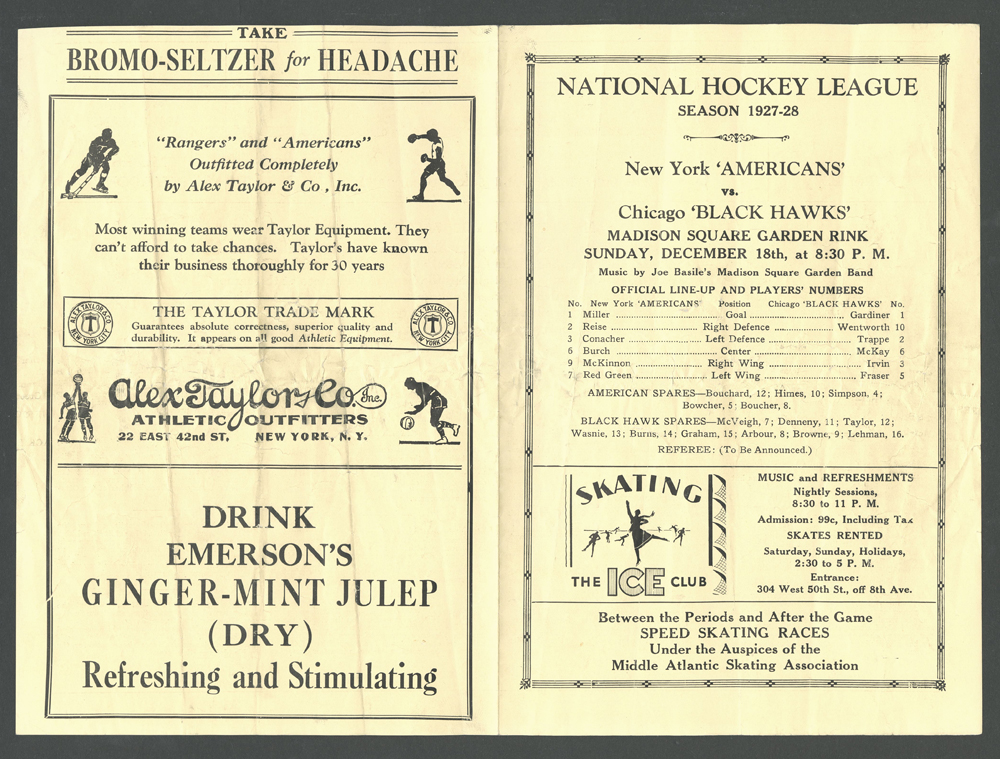 TAKE
BROMO-SELTZER for HEADACHE
"Rangers" and "Americans"
Outfitted Completely
by Alex Taylor & Co , Inc.
Most winning teams wear Taylor Equipment. They
can't afford to take chances. Taylor's have known
their business thoroughly for 30 years
ALEX TAYLOR & CO
T
NEW YORK CITY
THE TAYLOR TRADE MARK
Guarantees absolute correctness, superior quality and
durability. It appears on all good Athletic Equipment.
ALEX TAYLOR & CO
T
NEW YORK CITY
Alex Taylor & Co. Inc.
ATHLETIC OUTFITTERS
22 EAST 42nd ST, NEW YORK, N. Y.
DRINK
EMERSON'S
GINGER-MINT JULEP
(DRY)
Refreshing and Stimulating
NATIONAL HOCKEY LEAGUE
SEASON 1927-28
New York 'AMERICANS'
vs.
Chicago 'BLACK HAWKS'
MADISON SQUARE GARDEN RINK
SUNDAY, DECEMBER 18th, at 8:30 P. M.
Music by Joe Basile's Madison Square Garden Band
OFFICIAL LINE-UP AND PLAYERS' NUMBERS
No. New York 'AMERICANS' Position Chicago 'BLACK HAWKS' No.
1 Miller ........ Goal ........ Gardiner 1
2 Reise ........ Right Defence ........ Wentworth 10
3 Conacher ........ Left Defence ........ Trappe 2
6 Burch ........ Center ........ McKay 6
9 McKinnon ........ Right Wing ........ Irvin 3
7 Red Green ........ Left Wing ........ Fraser 5
AMERICAN SPARES—Bouchard, 12; Himes, 10; Simpson, 4;
Bowcher, 5; Boucher, 8.
BLACK HAWK SPARES—McVeigh, 7; Denneny, 11; Taylor, 12;
Wasnie, 13; Burns, 14; Graham, 15; Arbour, 8; Browne, 9; Lehman, 16.
REFEREE: (To Be Announced.)
SKATING
THE ICE CLUB
MUSIC and REFRESHMENTS
Nightly Sessions,
8:30 to 11 P. M.
Admission: 99c, Including Tax
SKATES RENTED
Saturday, Sunday, Holidays,
2:30 to 5 P. M.
Entrance:
304 West 50th St., off 8th Ave.
Between the Periods and After the Game
SPEED SKATING RACES
Under the Auspices of the
Middle Atlantic Skating Association